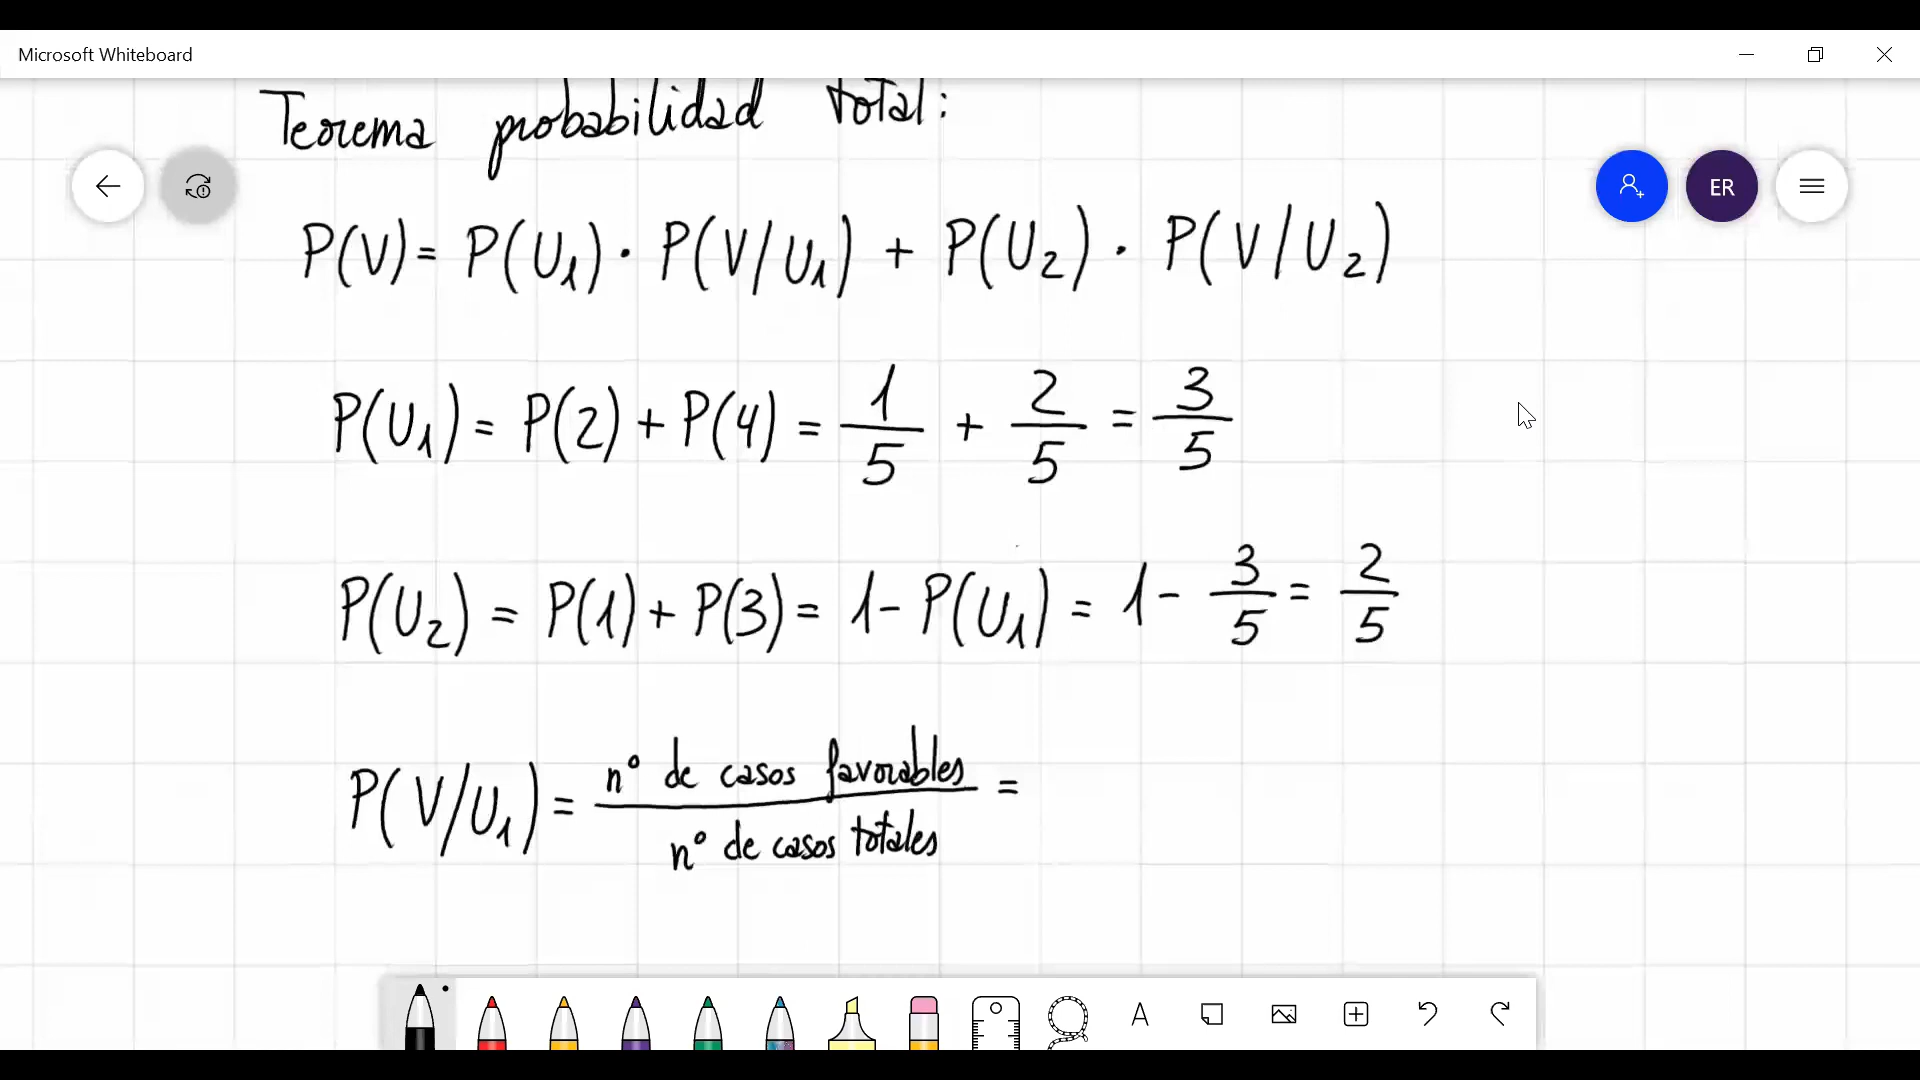 Microsoft Whiteboard
Teorema probabilidad total:
ER
P(V) = P(U₁) · P(V/U₁) + P(U₂) · P(V/U₂)
P(U₁) = P(2) + P(4) = 1/5 + 2/5 = 3/5
P(U₂) = P(1) + P(3) = 1 - P(U₁) = 1 - 3/5 = 2/5
P(V/U₁) = nº de casos favorables / nº de casos totales =
A